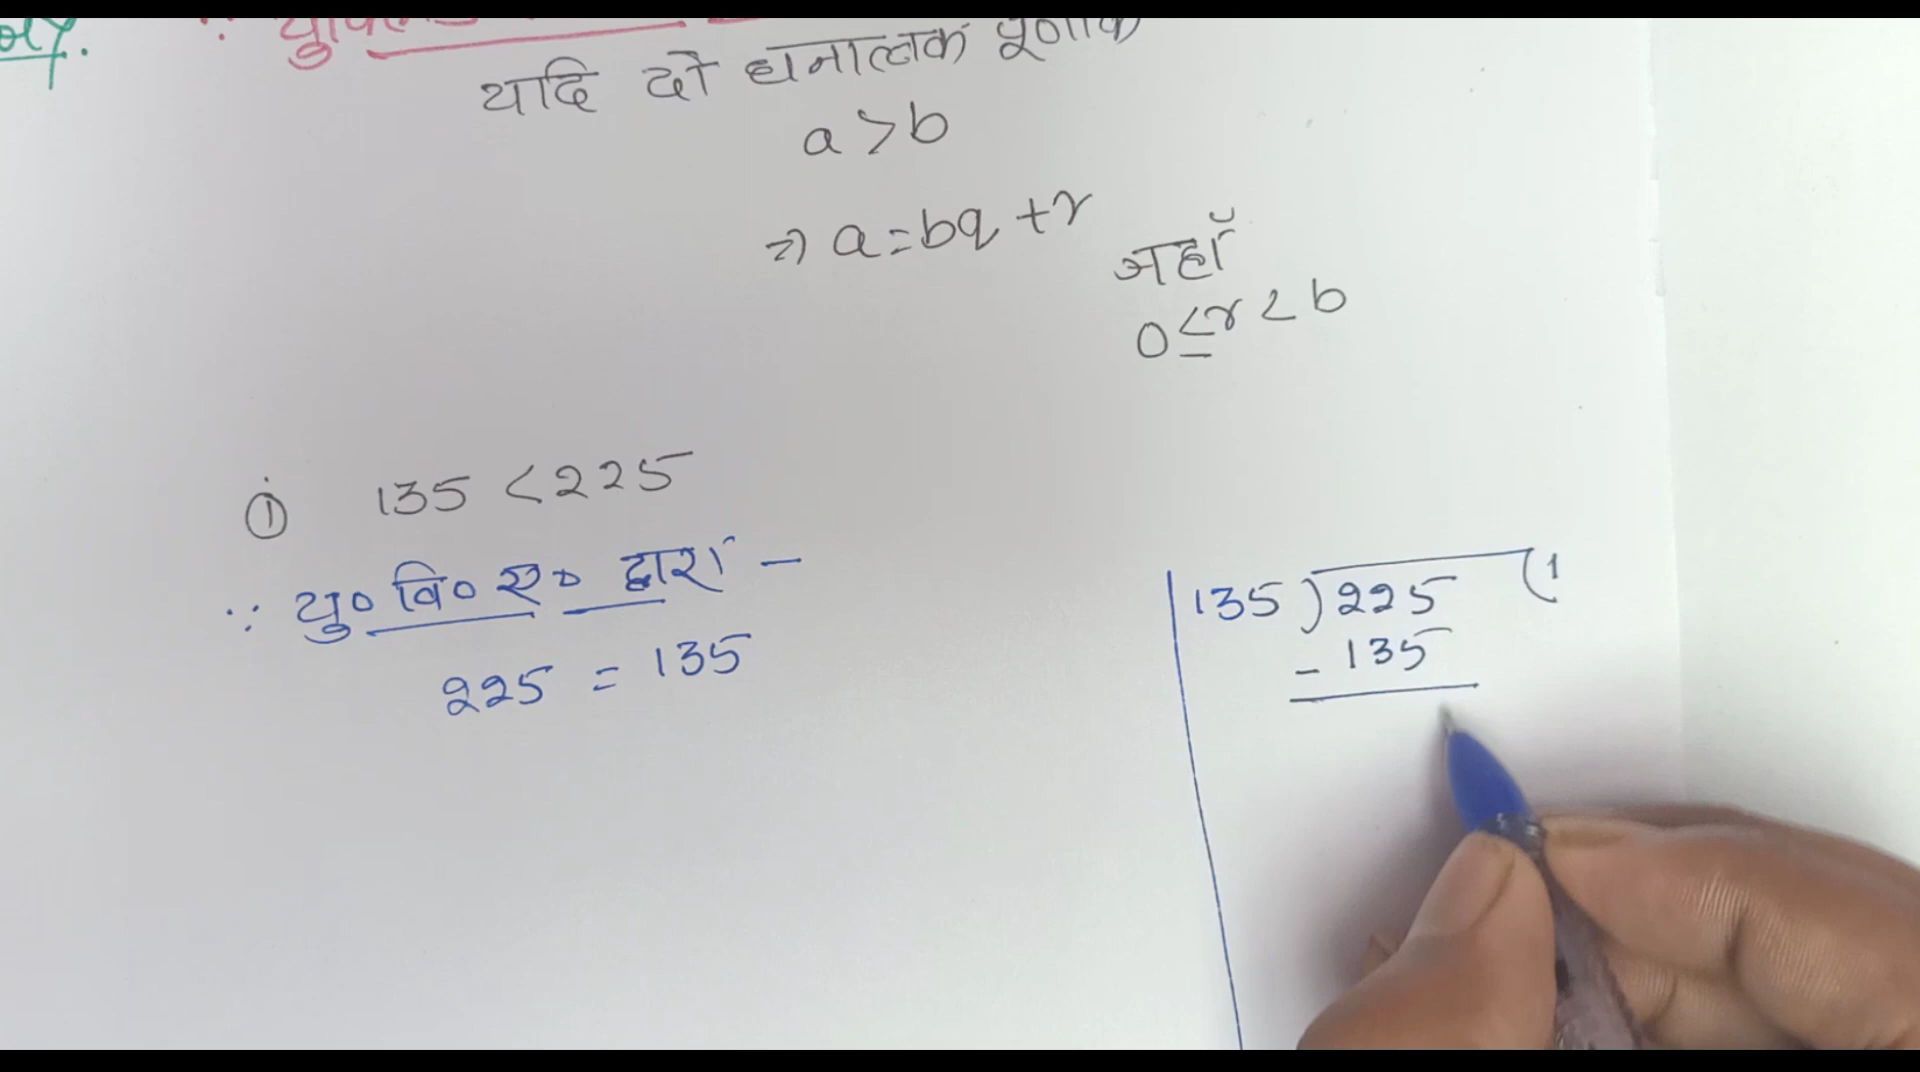 यदि दो धनात्मक पूर्णांक
a > b
⇒ a = bq + r
जहाँ
0 ≤ r < b
① 135 < 225
∵ यु० वि० ए० द्वारा -
225 = 135
135 ) 225 ( 1
- 135